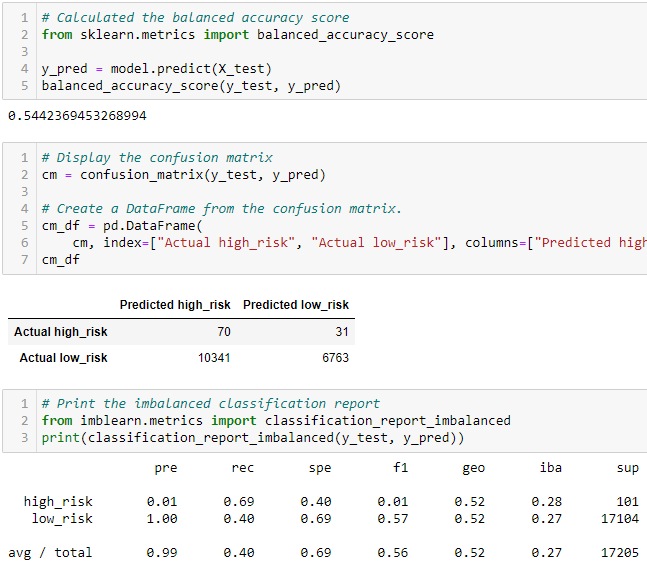 1 # Calculated the balanced accuracy score
2 from sklearn.metrics import balanced_accuracy_score
3
4 y_pred = model.predict(X_test)
5 balanced_accuracy_score(y_test, y_pred)
0.5442369453268994
1 # Display the confusion matrix
2 cm = confusion_matrix(y_test, y_pred)
3
4 # Create a DataFrame from the confusion matrix.
5 cm_df = pd.DataFrame(
6     cm, index=["Actual high_risk", "Actual low_risk"], columns=["Predicted high
7 cm_df
Predicted high_risk Predicted low_risk
Actual high_risk 70 31
Actual low_risk 10341 6763
1 # Print the imbalanced classification report
2 from imblearn.metrics import classification_report_imbalanced
3 print(classification_report_imbalanced(y_test, y_pred))
pre rec spe f1 geo iba sup
high_risk 0.01 0.69 0.40 0.01 0.52 0.28 101
low_risk 1.00 0.40 0.69 0.57 0.52 0.27 17104
avg / total 0.99 0.40 0.69 0.56 0.52 0.27 17205